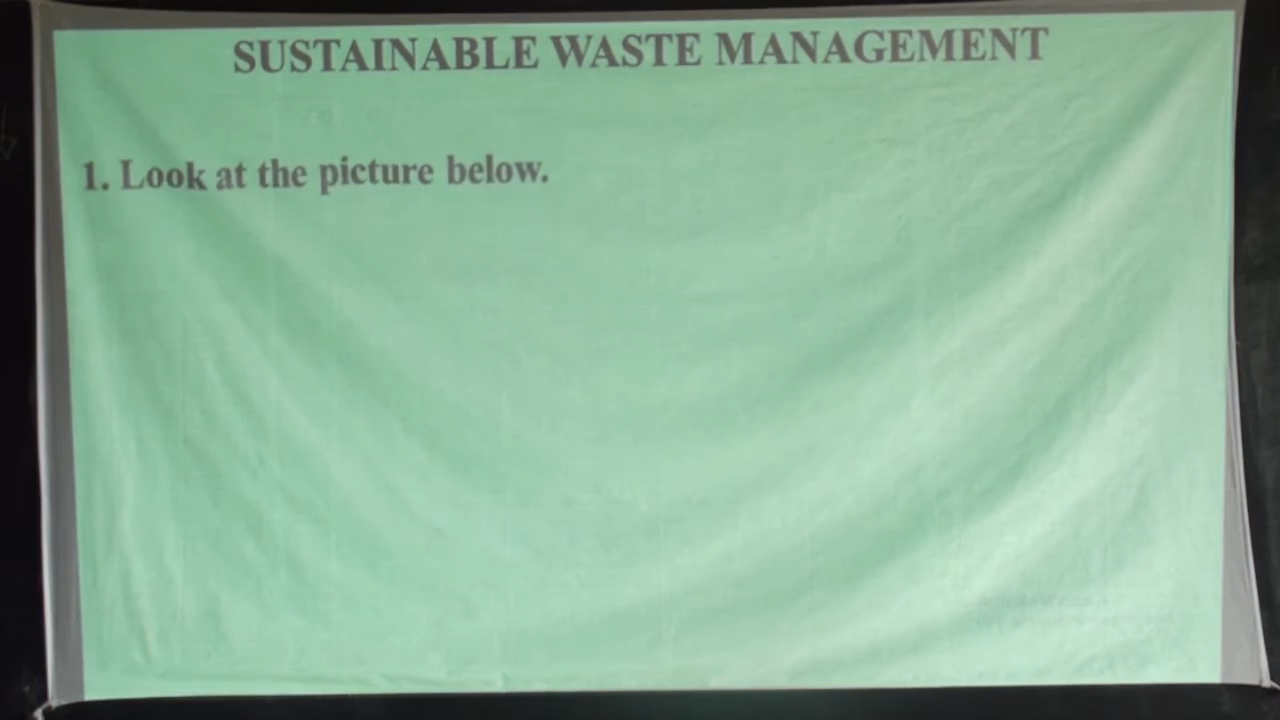 SUSTAINABLE WASTE MANAGEMENT
1. Look at the picture below.